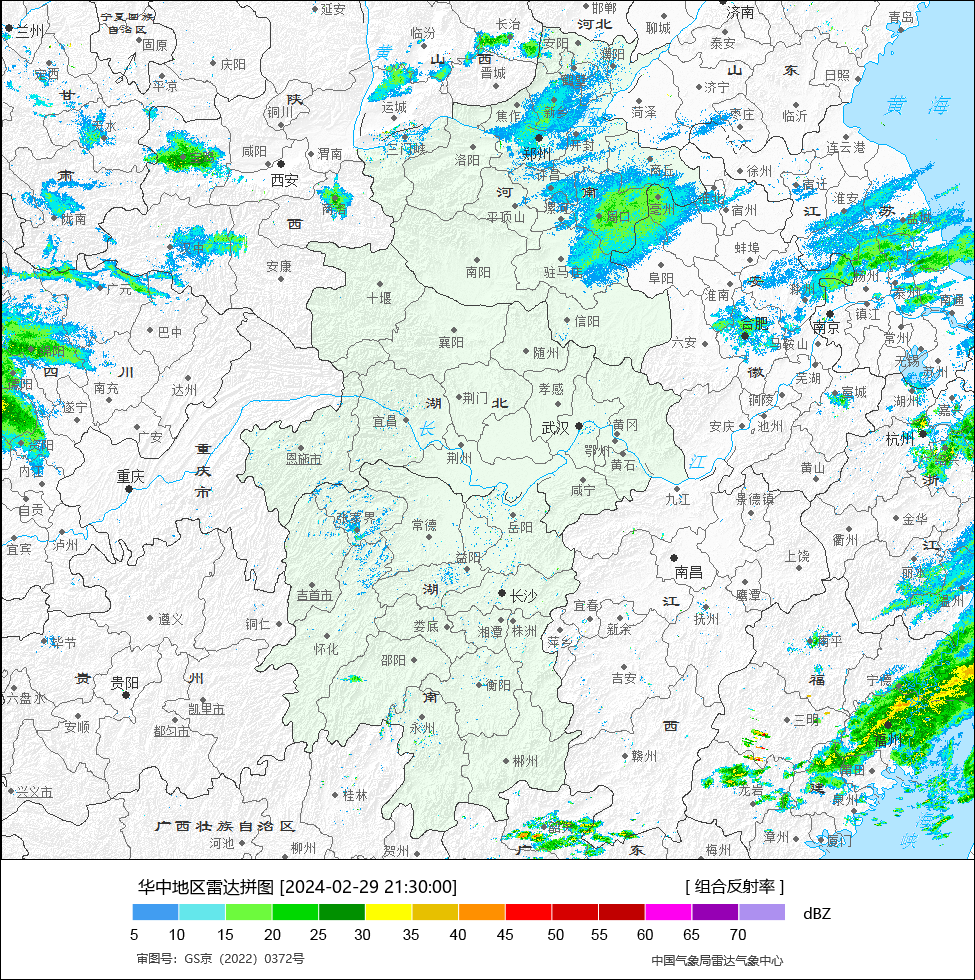 宁夏回族
自治区
延安
邯郸
河北
聊城
济南
青岛
兰州
固原
临汾
长治
安阳
濮阳
泰安
定西
庆阳
黄
山
西
晋城
山
东
日照
甘
平凉
陕
运城
济宁
黄
海
铜川
焦作
菏泽
枣庄
临沂
咸阳
渭南
三门峡
洛阳
郑州
开封
连云港
肃
西安
许昌
商丘
徐州
宿迁
淮安
河
南
亳州
宿州
江
苏
陇南
商洛
平顶山
周口
西
蚌埠
安康
南阳
驻马店
阜阳
扬州
广元
十堰
淮南
泰州
南通
巴中
信阳
合肥
南京
镇江
襄阳
随州
六安
马鞍山
常州
四
川
无锡
苏州
南充
达州
孝感
徽
芜湖
宣城
湖州
遂宁
荆门
湖
北
铜陵
宜昌
长
武汉
黄冈
安庆
池州
杭州
广安
重
庆
市
鄂州
黄石
江
黄山
浙
恩施市
荆州
内江
重庆
咸宁
九江
景德镇
自贡
张家界
常德
岳阳
金华
宜宾
泸州
益阳
衢州
江
上饶
南昌
丽水
温州
吉首市
湖
长沙
鹰潭
遵义
铜仁
娄底
湘潭
株洲
宜春
江
抚州
毕节
怀化
萍乡
新余
南平
邵阳
贵
贵阳
州
衡阳
吉安
福
宁德
六盘水
凯里市
南
安顺
都匀市
永州
西
三明
福州
郴州
赣州
莆田
龙岩
建
泉州
兴义市
桂林
广西壮族自治区
韶关
漳州
厦门
峡
河池
柳州
贺州
广
东
梅州
华中地区雷达拼图 [2024-02-29 21:30:00]
[ 组合反射率 ]
dBZ
5 10 15 20 25 30 35 40 45 50 55 60 65 70
审图号：GS京（2022）0372号
中国气象局雷达气象中心